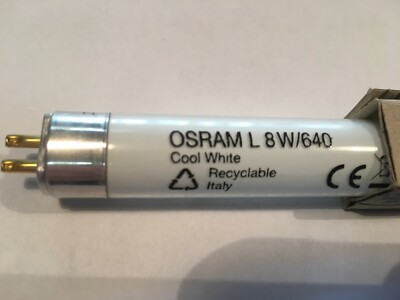 OSRAM L 8W/640
Cool White
Recyclable
Italy
CE